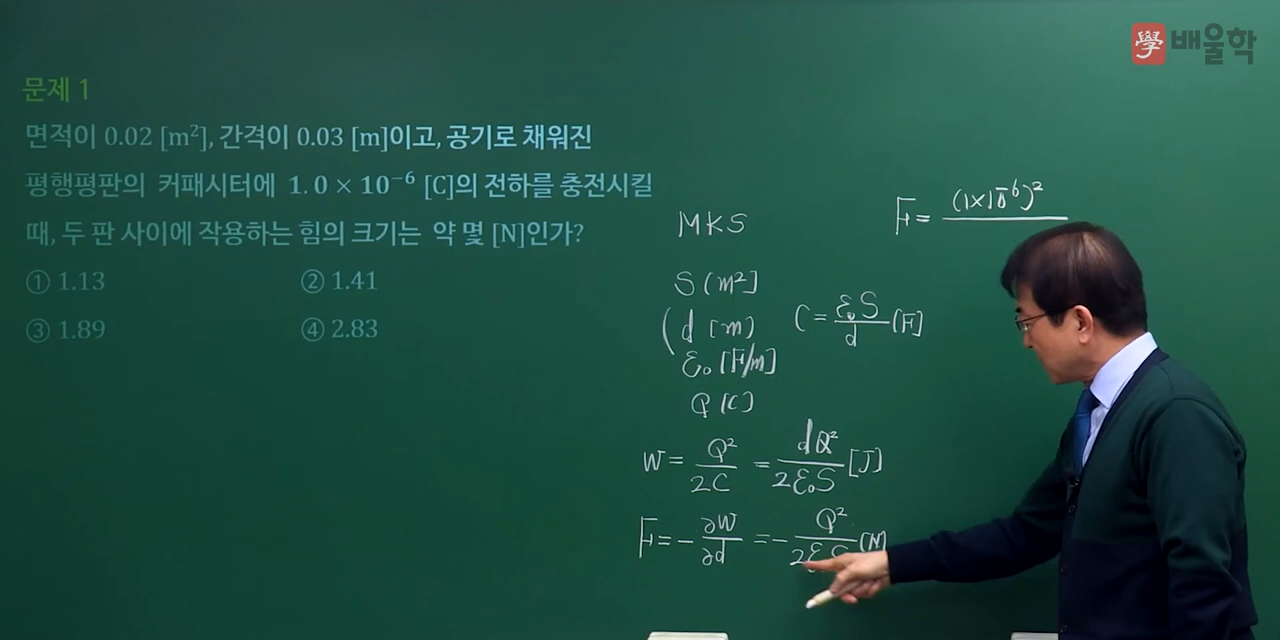 學 배울학
문제 1
면적이 0.02 [m²], 간격이 0.03 [m]이고, 공기로 채워진
평행평판의 커패시터에 1.0 × 10⁻⁶ [C]의 전하를 충전시킬
때, 두 판 사이에 작용하는 힘의 크기는 약 몇 [N]인가?
① 1.13 ② 1.41
③ 1.89 ④ 2.83
MKS
S [m²]
d [m]
ε₀ [F/m]
Q [C]
C = ε₀S/d [F]
W = Q²/2C = dQ²/2ε₀S [J]
F = - ∂W/∂d = - Q²/2ε
F = (1×10⁻⁶)²